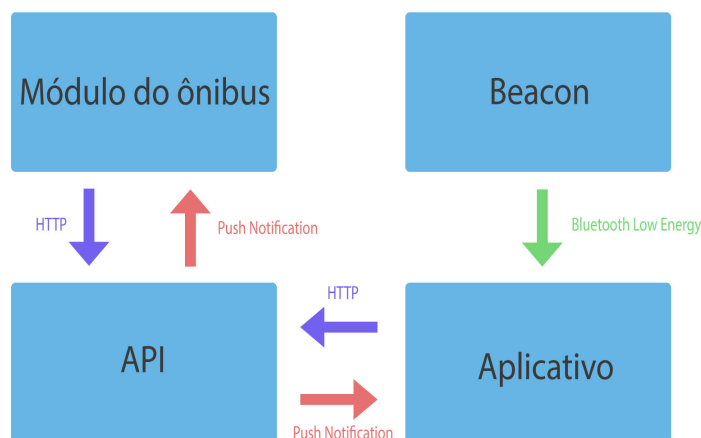 Módulo do ônibus
Beacon
HTTP
Push Notification
Bluetooth Low Energy
HTTP
API
Aplicativo
Push Notification